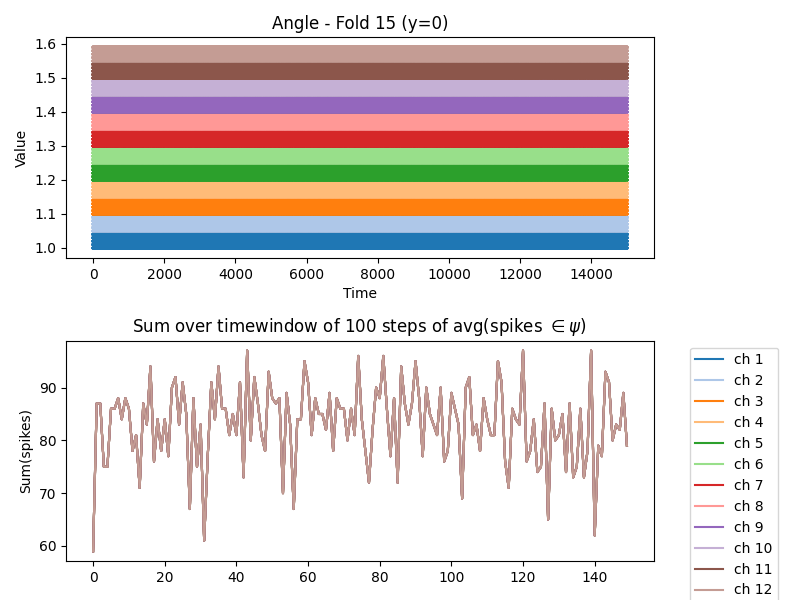 Angle - Fold 15 (y=0)
1.6
1.5
1.4
1.3
1.2
1.1
1.0
Value
0 2000 4000 6000 8000 10000 12000 14000
Time
Sum over timewindow of 100 steps of avg(spikes ∈ ψ)
90
80
70
60
Sum(spikes)
0 20 40 60 80 100 120 140
ch 1
ch 2
ch 3
ch 4
ch 5
ch 6
ch 7
ch 8
ch 9
ch 10
ch 11
ch 12